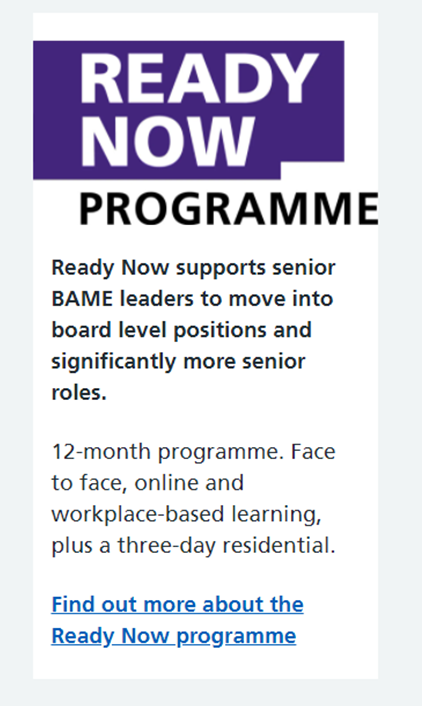 READY
NOW
PROGRAMME
Ready Now supports senior
BAME leaders to move into
board level positions and
significantly more senior
roles.
12-month programme. Face
to face, online and
workplace-based learning,
plus a three-day residential.
Find out more about the
Ready Now programme